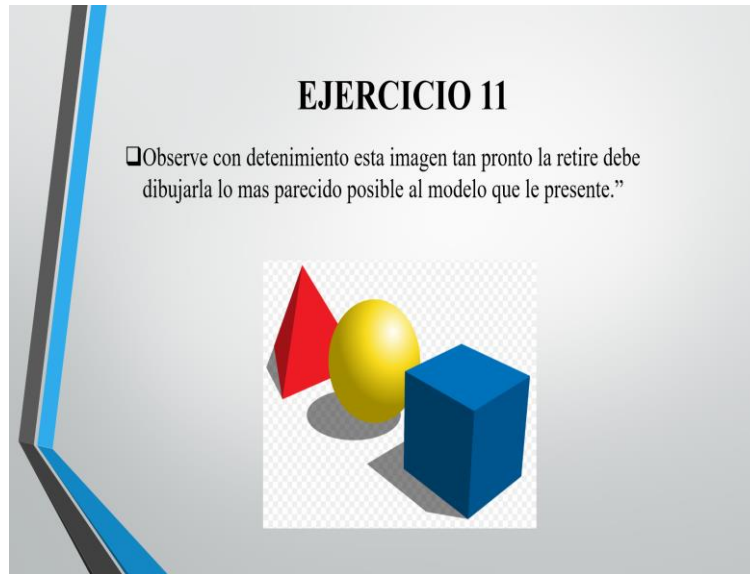 EJERCICIO 11
❑Observe con detenimiento esta imagen tan pronto la retire debe
dibujarla lo mas parecido posible al modelo que le presente.”